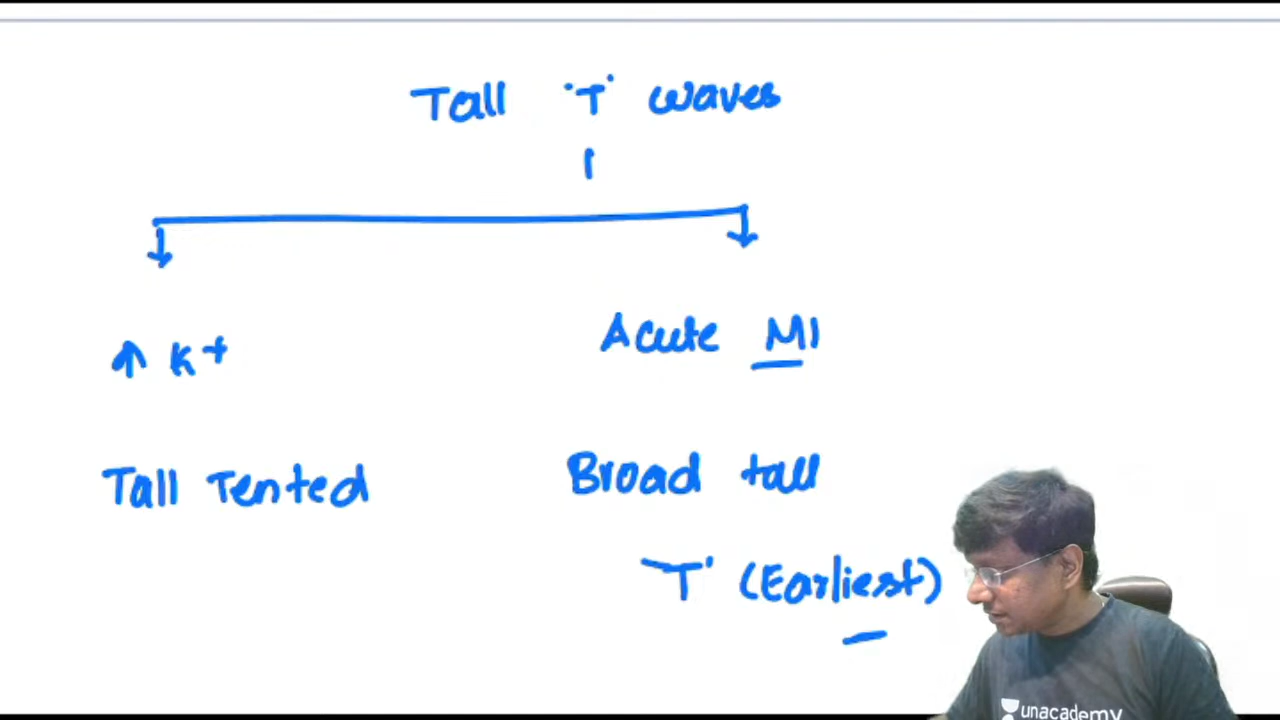 Tall 'T' waves
↑ K+
Acute MI
Tall Tented
Broad tall
'T' (Earliest)
unacademy